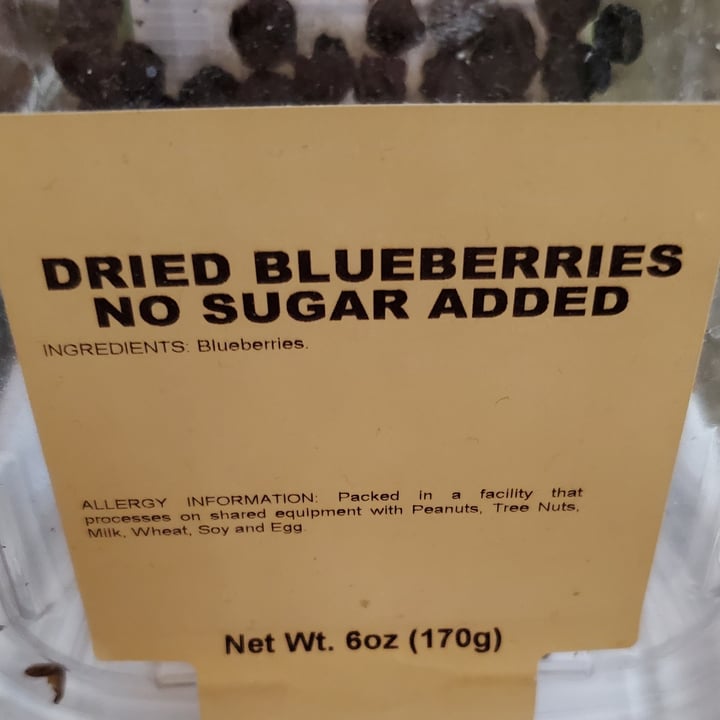 DRIED BLUEBERRIES
NO SUGAR ADDED
INGREDIENTS: Blueberries.
ALLERGY INFORMATION: Packed in a facility that
processes on shared equipment with Peanuts, Tree Nuts,
Milk, Wheat, Soy and Egg.
Net Wt. 6oz (170g)